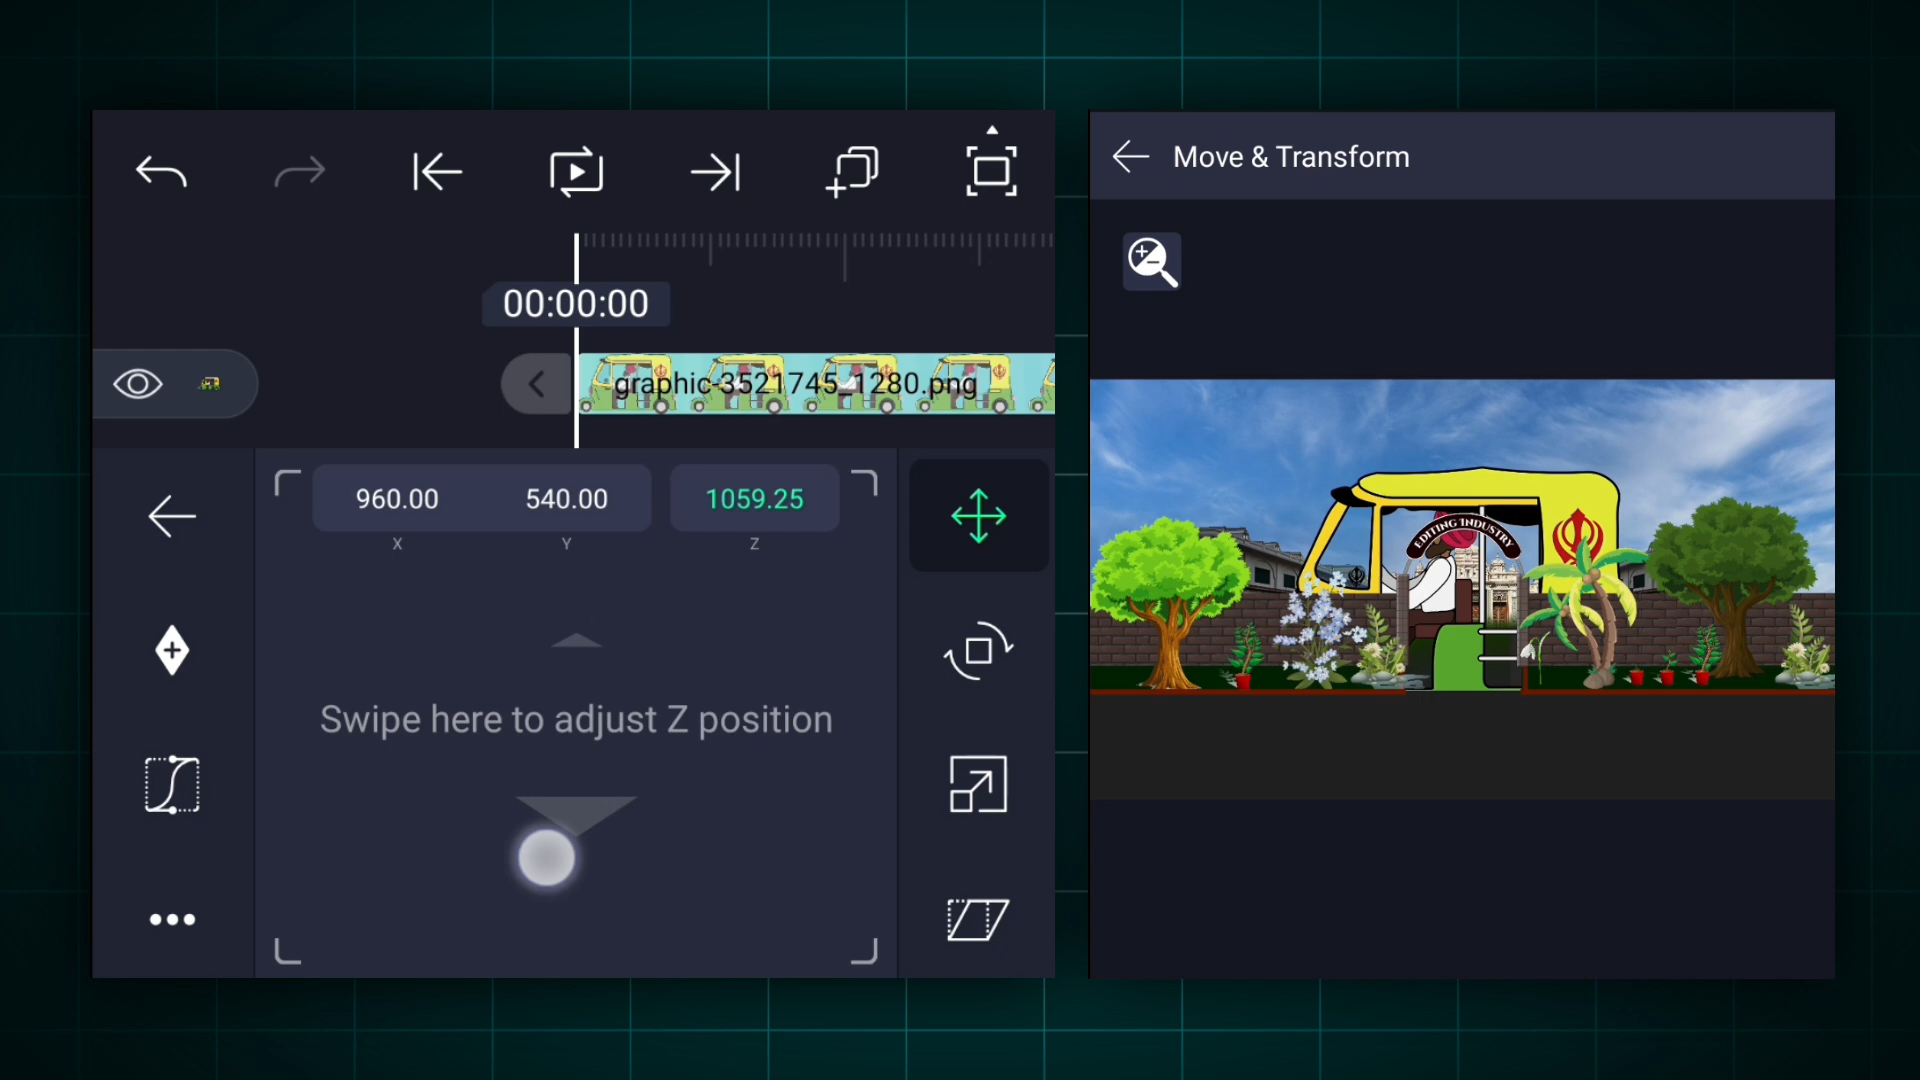 Move & Transform
00:00:00
graphic-3521745_1280.png
960.00 540.00 1059.25
X Y Z
Swipe here to adjust Z position
EDITING INDUSTRY